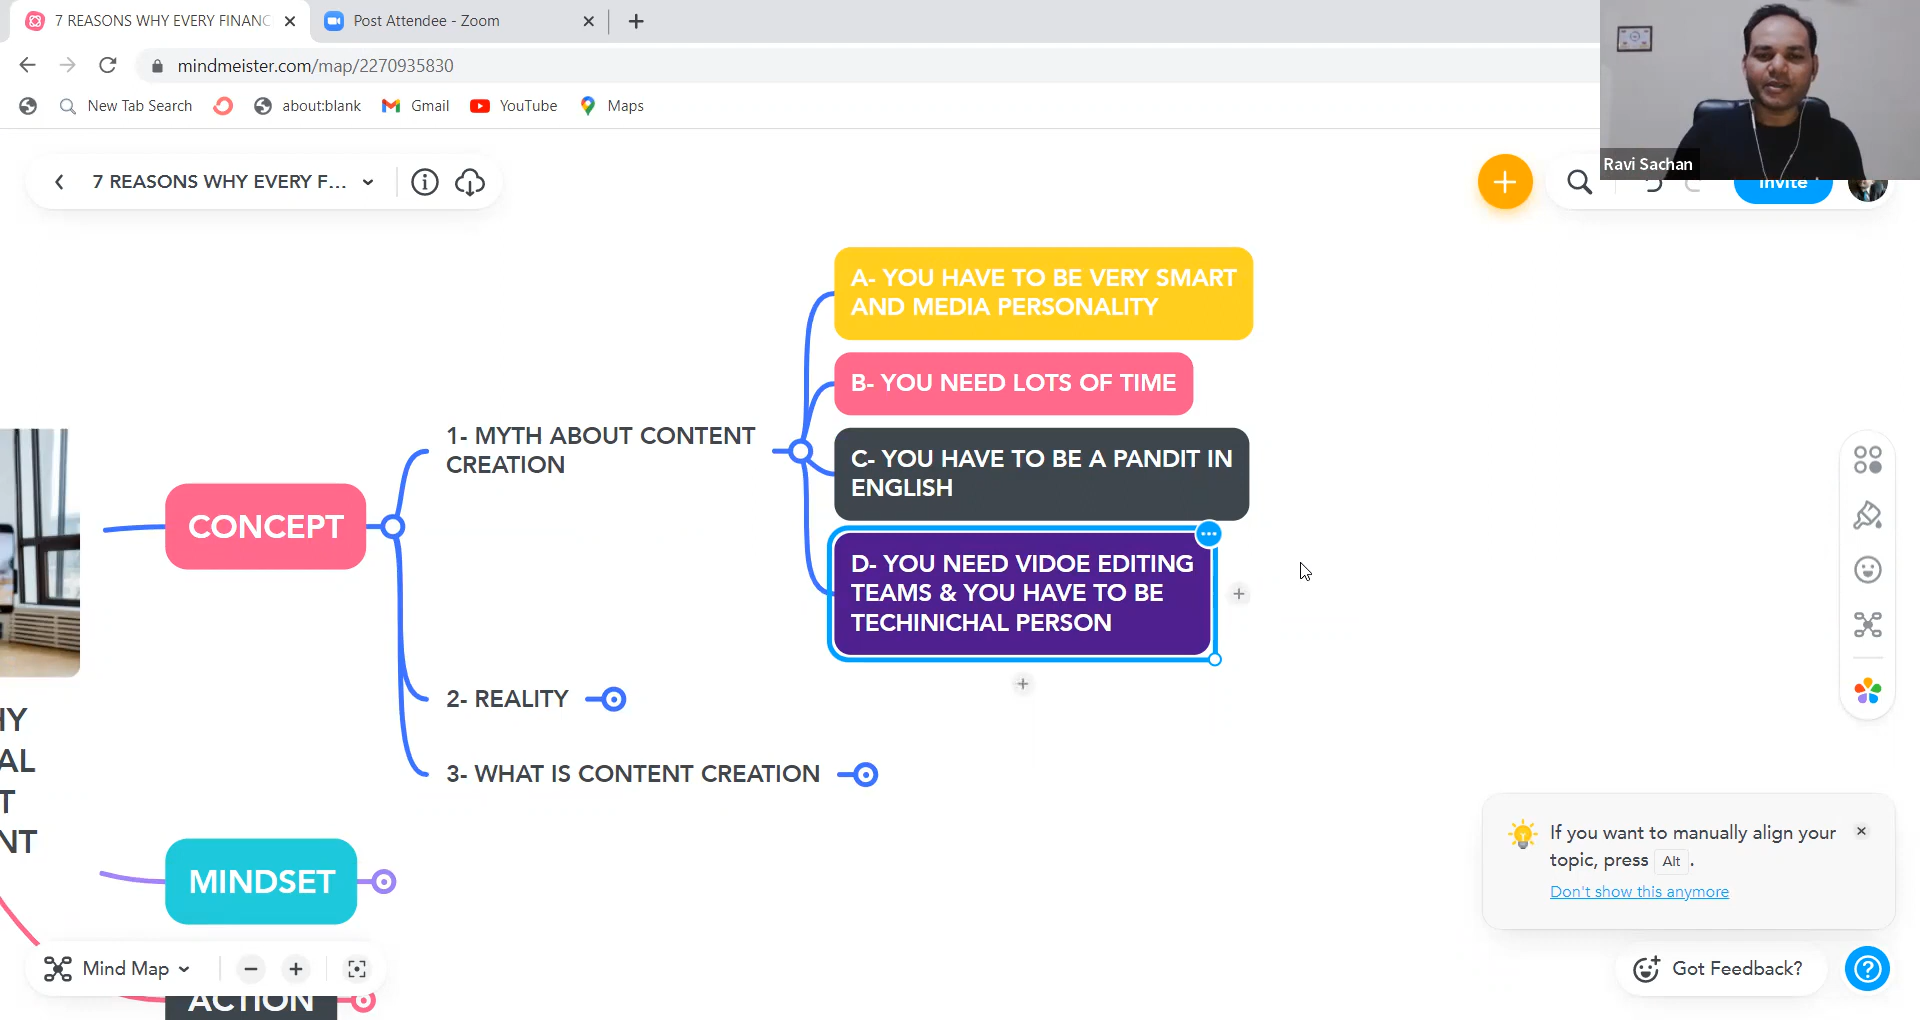 7 REASONS WHY EVERY FINANC
Post Attendee - Zoom
mindmeister.com/map/2270935830
New Tab Search
about:blank
Gmail
YouTube
Maps
Ravi Sachan
7 REASONS WHY EVERY F...
Invite
A- YOU HAVE TO BE VERY SMART
AND MEDIA PERSONALITY
B- YOU NEED LOTS OF TIME
1- MYTH ABOUT CONTENT
CREATION
C- YOU HAVE TO BE A PANDIT IN
ENGLISH
CONCEPT
D- YOU NEED VIDOE EDITING
TEAMS & YOU HAVE TO BE
TECHINICHAL PERSON
2- REALITY
3- WHAT IS CONTENT CREATION
HY
AL
T
NT
MINDSET
ACTION
If you want to manually align your
topic, press Alt .
Don't show this anymore
Mind Map
Got Feedback?